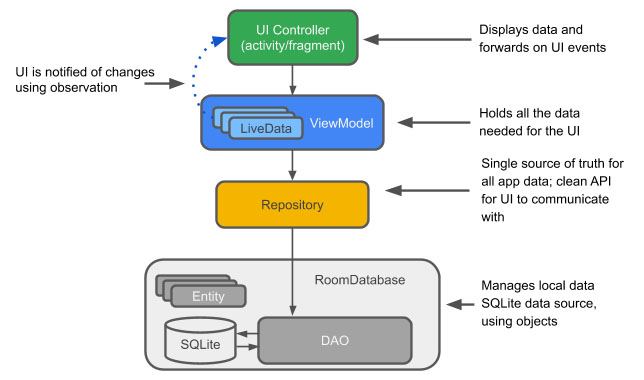 UI Controller
(activity/fragment)
Displays data and
forwards on UI events
UI is notified of changes
using observation
LiveData
ViewModel
Holds all the data
needed for the UI
Single source of truth for
all app data; clean API
for UI to communicate
with
Repository
RoomDatabase
Entity
SQLite
DAO
Manages local data
SQLite data source,
using objects